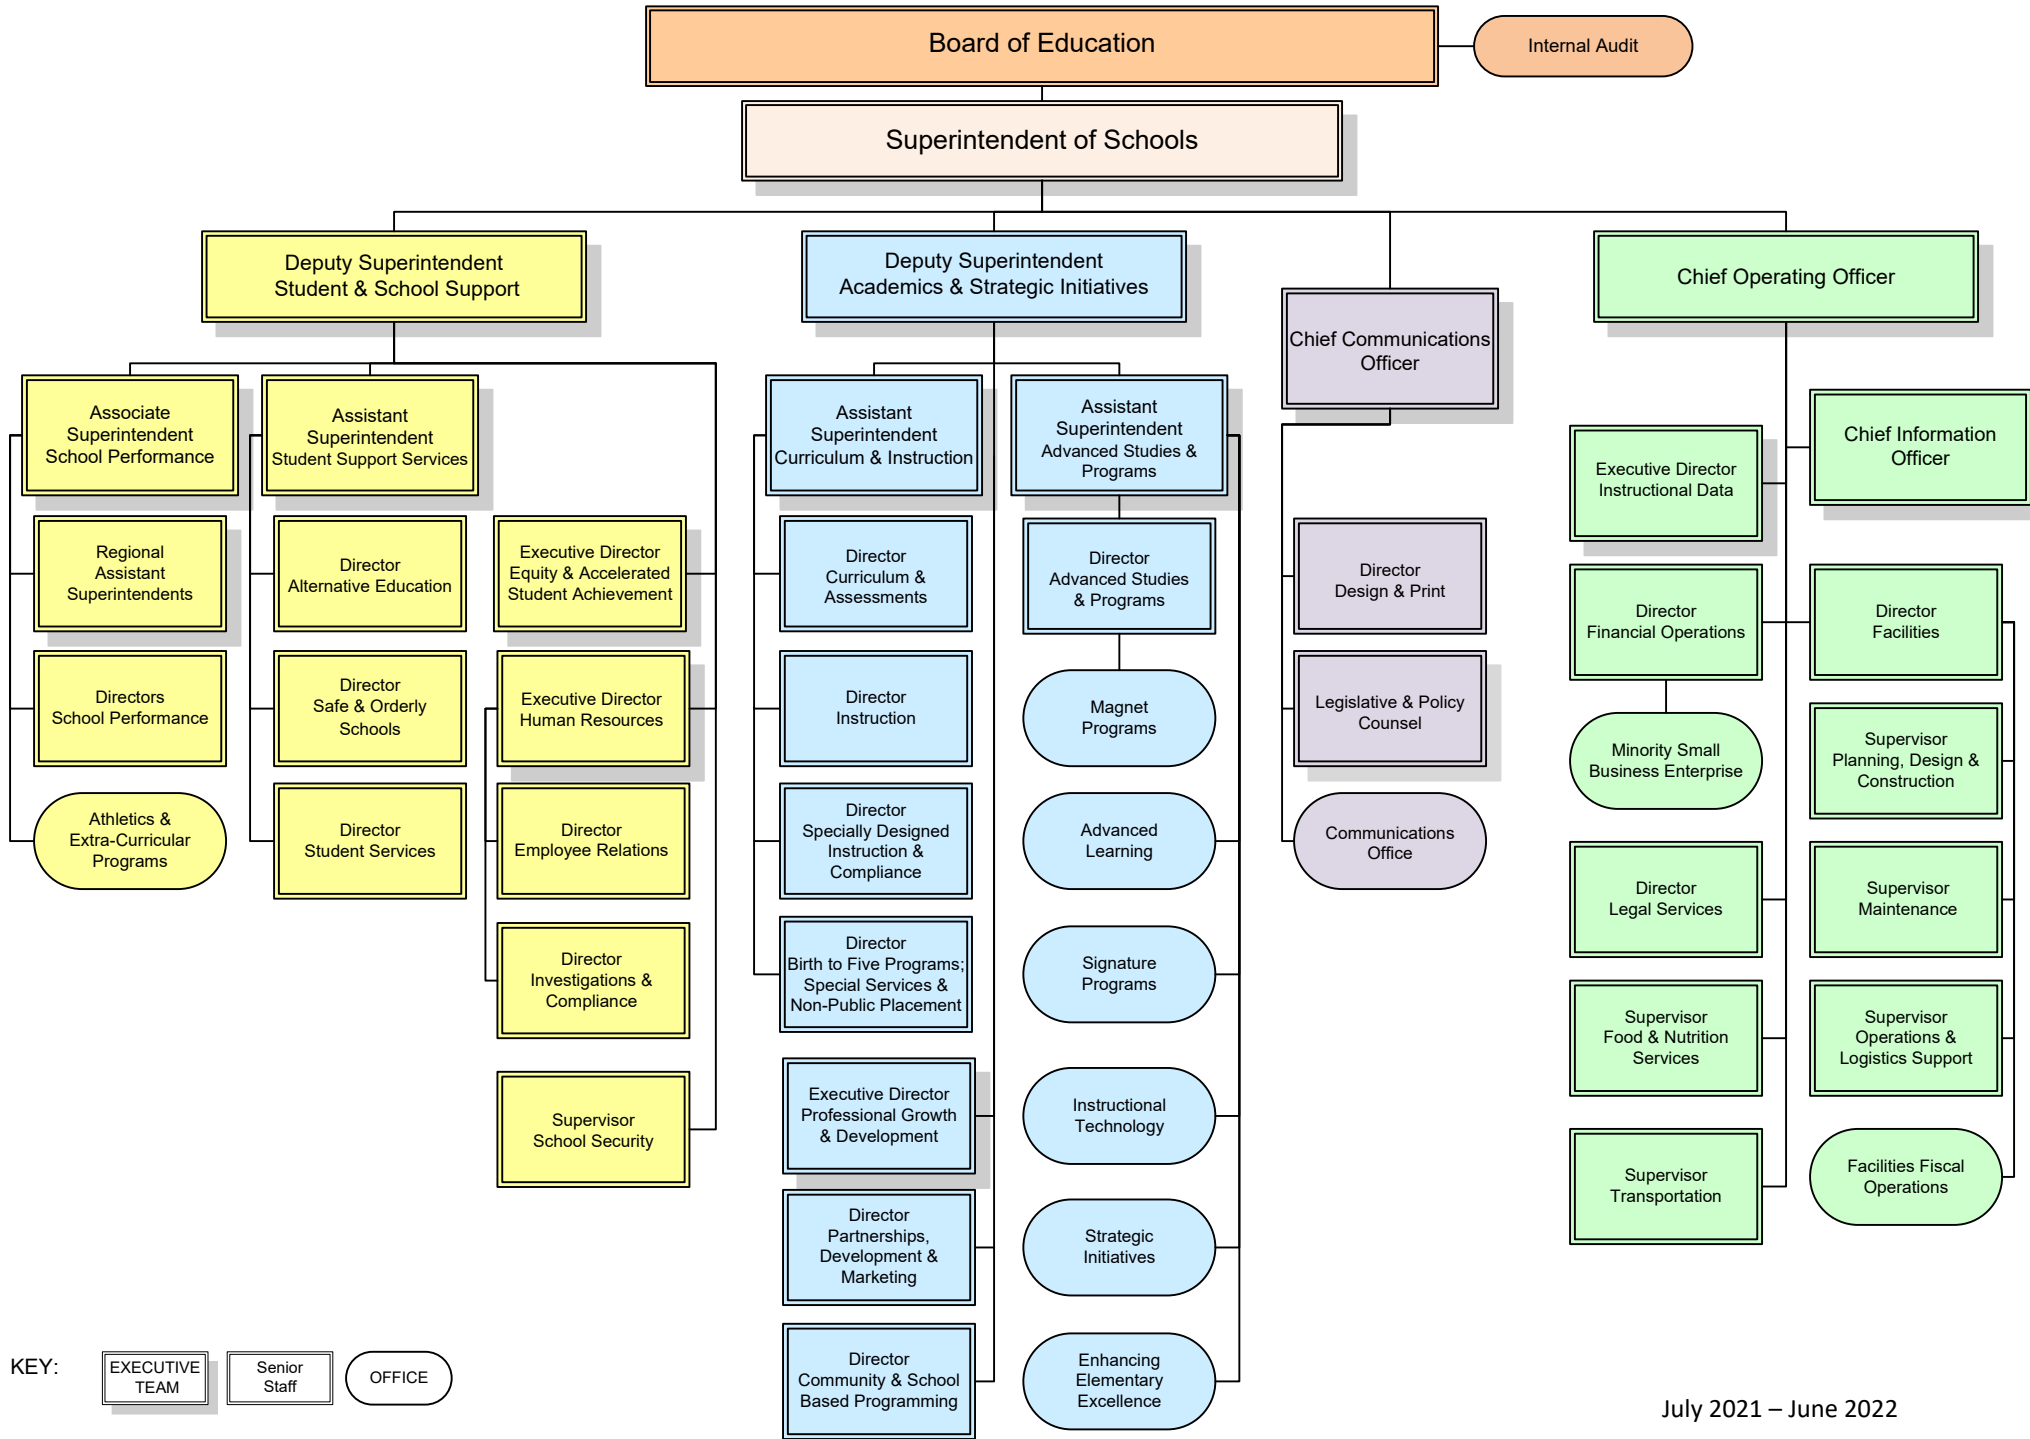 Board of Education
Internal Audit
Superintendent of Schools
Deputy Superintendent
Student & School Support
Deputy Superintendent
Academics & Strategic Initiatives
Chief Communications
Officer
Chief Operating Officer
Associate
Superintendent
School Performance
Assistant
Superintendent
Student Support Services
Assistant
Superintendent
Curriculum & Instruction
Assistant
Superintendent
Advanced Studies &
Programs
Executive Director
Instructional Data
Chief Information
Officer
Regional
Assistant
Superintendents
Director
Alternative Education
Executive Director
Equity & Accelerated
Student Achievement
Director
Curriculum &
Assessments
Director
Advanced Studies
& Programs
Director
Design & Print
Director
Financial Operations
Director
Facilities
Directors
School Performance
Director
Safe & Orderly
Schools
Executive Director
Human Resources
Director
Instruction
Magnet
Programs
Legislative & Policy
Counsel
Minority Small
Business Enterprise
Supervisor
Planning, Design &
Construction
Athletics &
Extra-Curricular
Programs
Director
Student Services
Director
Employee Relations
Director
Specially Designed
Instruction &
Compliance
Advanced
Learning
Communications
Office
Director
Legal Services
Supervisor
Maintenance
Director
Investigations &
Compliance
Director
Birth to Five Programs;
Special Services &
Non-Public Placement
Signature
Programs
Supervisor
Food & Nutrition
Services
Supervisor
Operations &
Logistics Support
Supervisor
School Security
Executive Director
Professional Growth
& Development
Instructional
Technology
Supervisor
Transportation
Facilities Fiscal
Operations
Director
Partnerships,
Development &
Marketing
Strategic
Initiatives
Director
Community & School
Based Programming
Enhancing
Elementary
Excellence
KEY:
EXECUTIVE
TEAM
Senior
Staff
OFFICE
July 2021 – June 2022